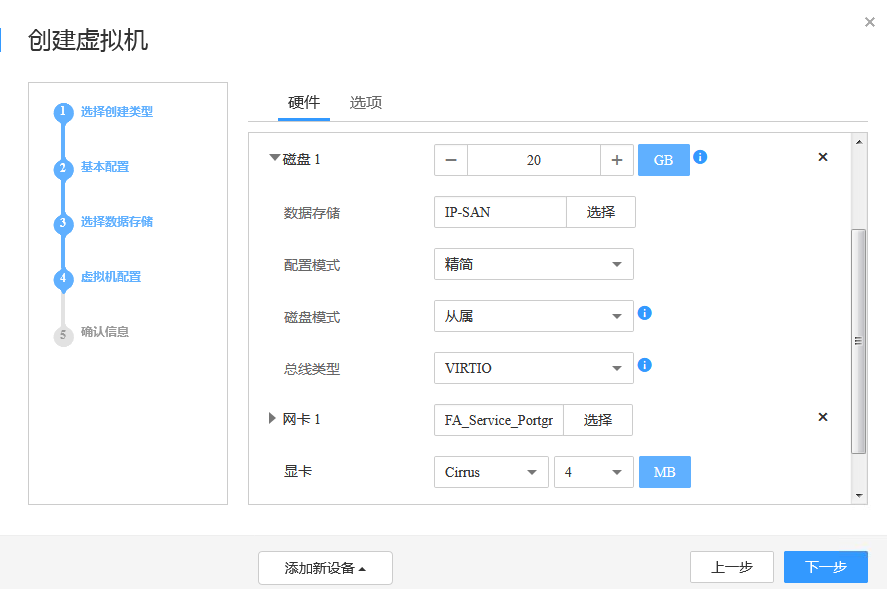 创建虚拟机
1 选择创建类型
2 基本配置
3 选择数据存储
4 虚拟机配置
5 确认信息
硬件 选项
磁盘 1 20 GB
数据存储 IP-SAN 选择
配置模式 精简
磁盘模式 从属
总线类型 VIRTIO
网卡 1 FA_Service_Portgr 选择
显卡 Cirrus 4 MB
添加新设备 上一步 下一步